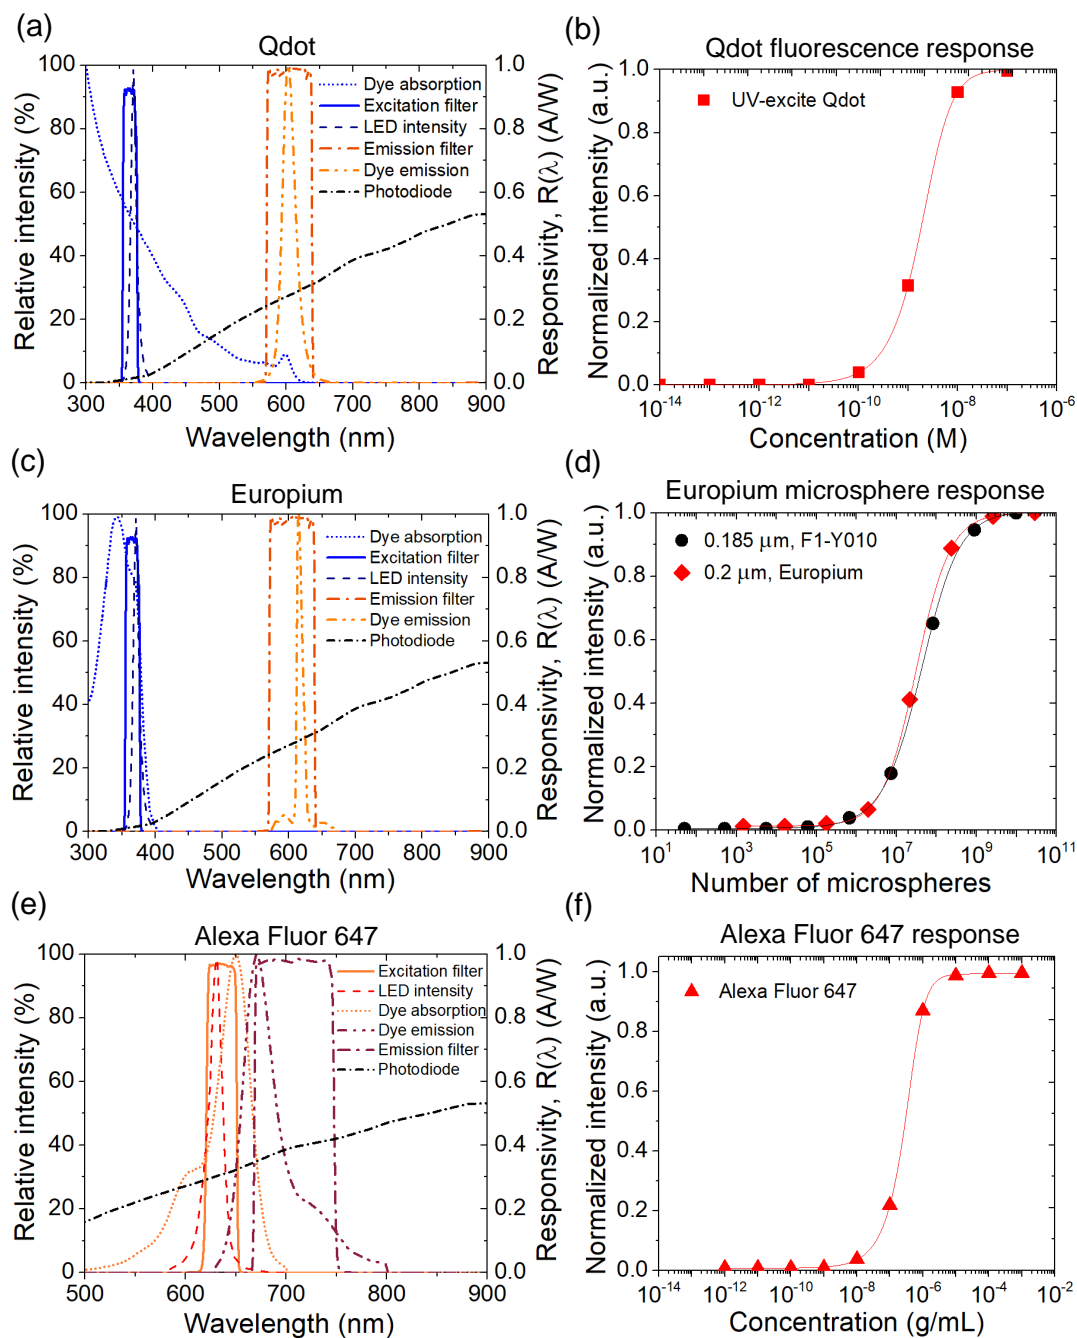 (a)
Qdot
Relative intensity (%)
100
80
60
40
20
0
Dye absorption
Excitation filter
LED intensity
Emission filter
Dye emission
Photodiode
1.0
0.8
0.6
0.4
0.2
0.0
Responsivity, R(λ) (A/W)
300 400 500 600 700 800 900
Wavelength (nm)
(b)
Qdot fluorescence response
Normalized intensity (a.u.)
1.0
0.8
0.6
0.4
0.2
0.0
UV-excite Qdot
10^-14 10^-12 10^-10 10^-8 10^-6
Concentration (M)
(c)
Europium
Relative intensity (%)
100
80
60
40
20
0
Dye absorption
Excitation filter
LED intensity
Emission filter
Dye emission
Photodiode
1.0
0.8
0.6
0.4
0.2
0.0
Responsivity, R(λ) (A/W)
300 400 500 600 700 800 900
Wavelength (nm)
(d)
Europium microsphere response
Normalized intensity (a.u.)
1.0
0.8
0.6
0.4
0.2
0.0
0.185 μm, F1-Y010
0.2 μm, Europium
10^1 10^3 10^5 10^7 10^9 10^11
Number of microspheres
(e)
Alexa Fluor 647
Relative intensity (%)
100
80
60
40
20
0
Excitation filter
LED intensity
Dye absorption
Dye emission
Emission filter
Photodiode
1.0
0.8
0.6
0.4
0.2
0.0
Responsivity, R(λ) (A/W)
500 600 700 800 900
Wavelength (nm)
(f)
Alexa Fluor 647 response
Normalized intensity (a.u.)
1.0
0.8
0.6
0.4
0.2
0.0
Alexa Fluor 647
10^-14 10^-12 10^-10 10^-8 10^-6 10^-4 10^-2
Concentration (g/mL)